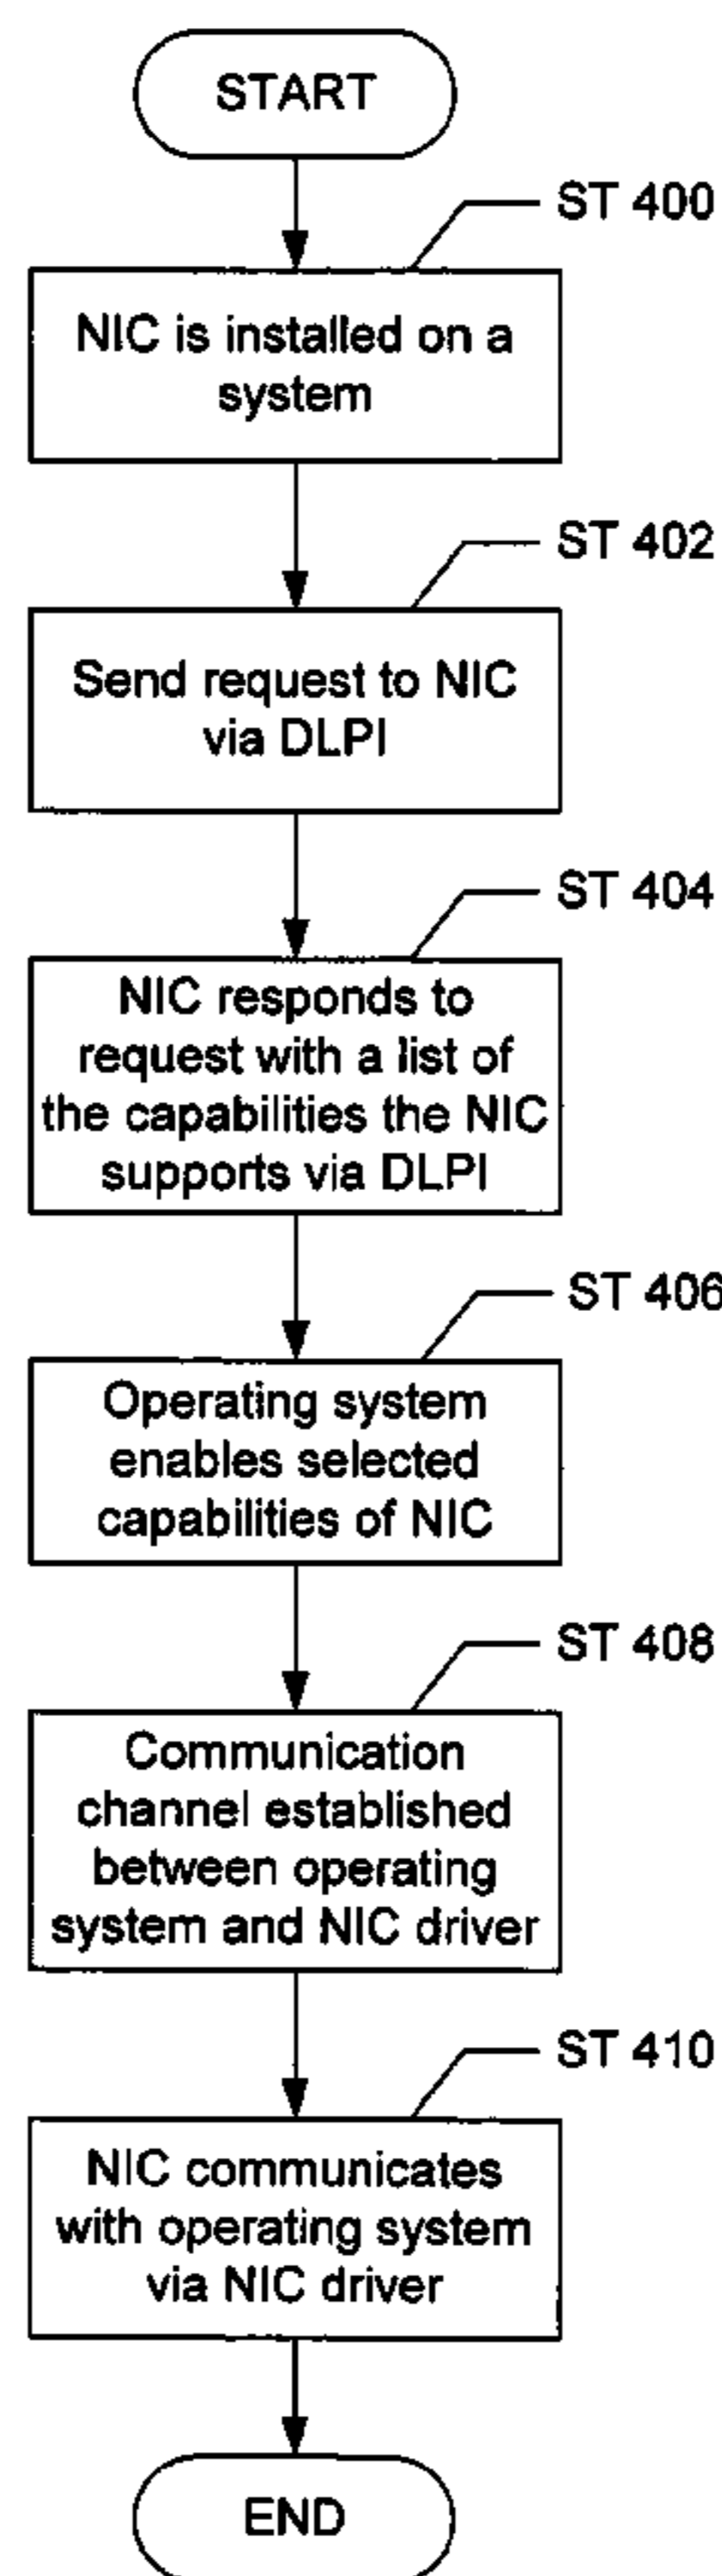 START
ST 400
NIC is installed on a
system
ST 402
Send request to NIC
via DLPI
ST 404
NIC responds to
request with a list of
the capabilities the NIC
supports via DLPI
ST 406
Operating system
enables selected
capabilities of NIC
ST 408
Communication
channel established
between operating
system and NIC driver
ST 410
NIC communicates
with operating system
via NIC driver
END